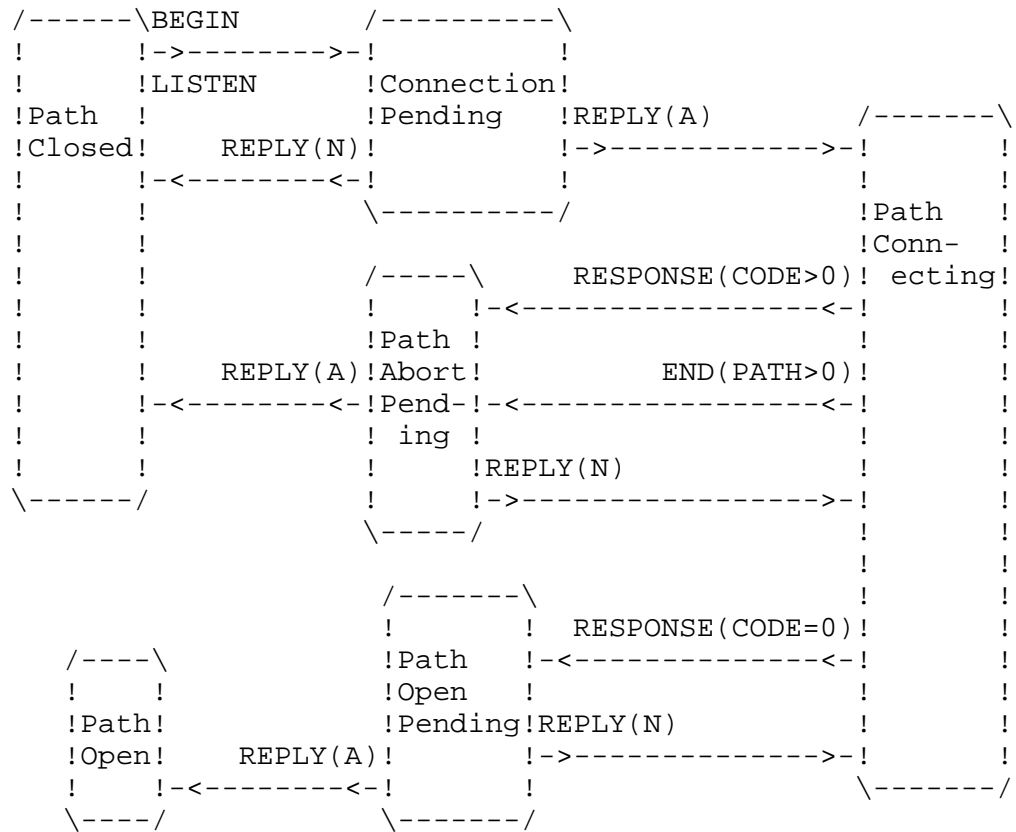 /------\BEGIN        /----------\
!      !->-------->-!          !
!      !LISTEN       !Connection!
!Path  !             !Pending   !REPLY(A)         /-------\
!Closed!    REPLY(N)!          !->------------->-!       !
!      !-<--------<-!          !                 !       !
!      !             \----------/                 !Path   !
!      !                                          !Conn-  !
!      !             /-----\     RESPONSE(CODE>0)! ecting!
!      !             !     !-<-----------------<-!       !
!      !             !Path !                     !       !
!      !    REPLY(A)!Abort!          END(PATH>0)!       !
!      !-<--------<-!Pend-!-<-----------------<-!       !
!      !             ! ing !                     !       !
!      !             !     !REPLY(N)             !       !
\------/             !     !->----------------->-!       !
\-----/                     !       !
!       !
/-------\                  !       !
!       !  RESPONSE(CODE=0)!       !
/----\            !Path   !-<--------------<-!       !
!    !            !Open   !                  !       !
!Path!            !Pending!REPLY(N)          !       !
!Open!    REPLY(A)!       !->-------------->-!       !
!    !-<--------<-!       !                  \-------/
\----/            \-------/